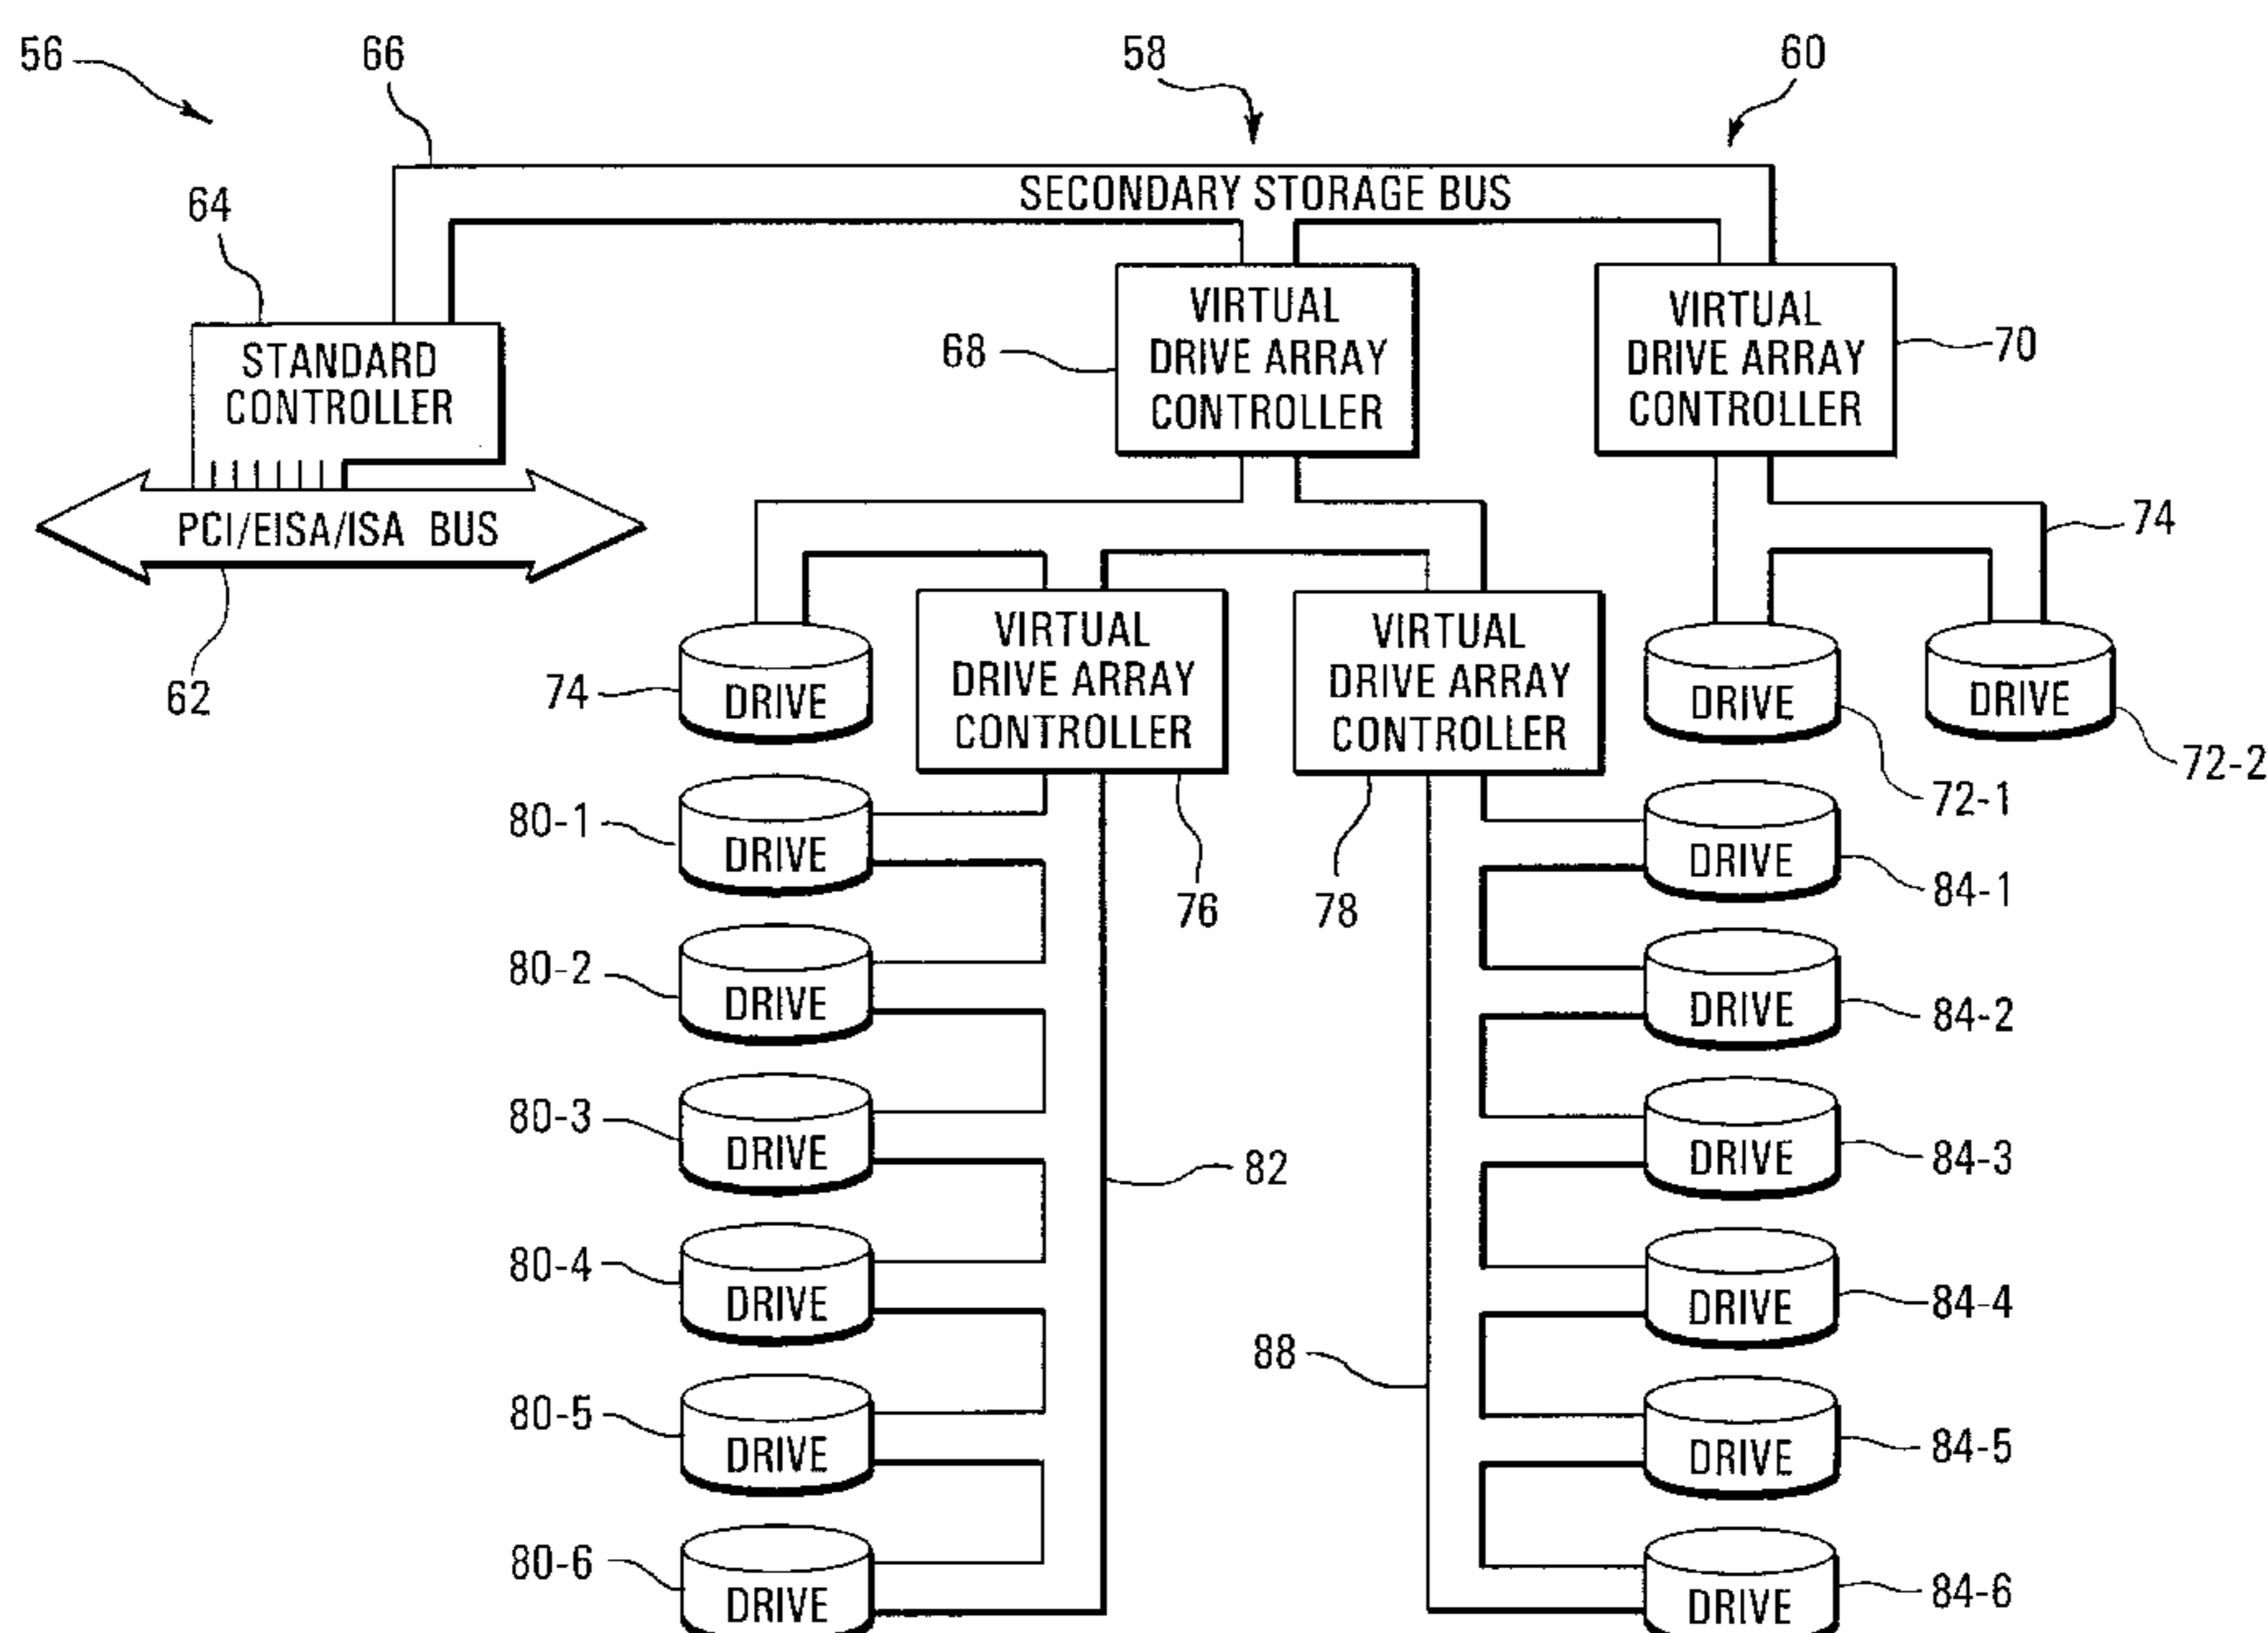 56
66
58
60
SECONDARY STORAGE BUS
64
STANDARD
CONTROLLER
68
VIRTUAL
DRIVE ARRAY
CONTROLLER
VIRTUAL
DRIVE ARRAY
CONTROLLER
70
PCI/EISA/ISA BUS
62
74
74
DRIVE
VIRTUAL
DRIVE ARRAY
CONTROLLER
VIRTUAL
DRIVE ARRAY
CONTROLLER
DRIVE
DRIVE
72-2
72-1
76
78
80-1
DRIVE
DRIVE
84-1
80-2
DRIVE
DRIVE
84-2
80-3
DRIVE
DRIVE
84-3
82
80-4
DRIVE
DRIVE
84-4
88
80-5
DRIVE
DRIVE
84-5
80-6
DRIVE
DRIVE
84-6